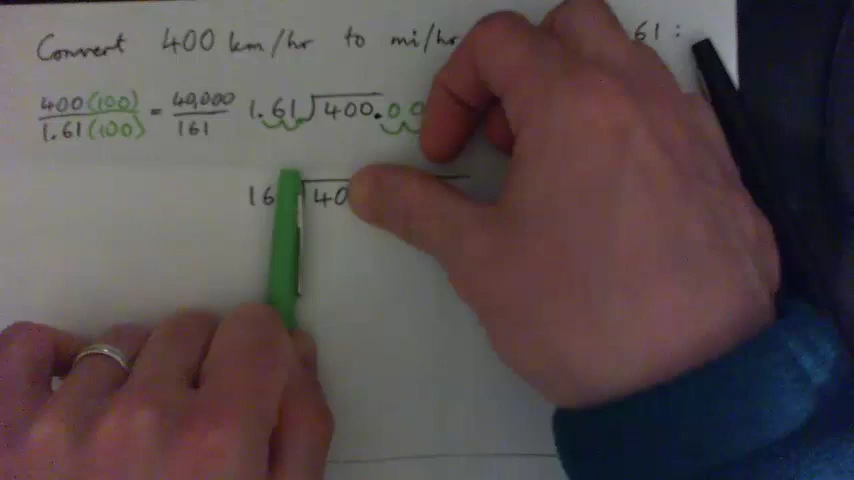 Convert 400 km/hr to mi/hr 61 :
400(100)/1.61(100) = 40,000/161 1.61)400.00
16 40